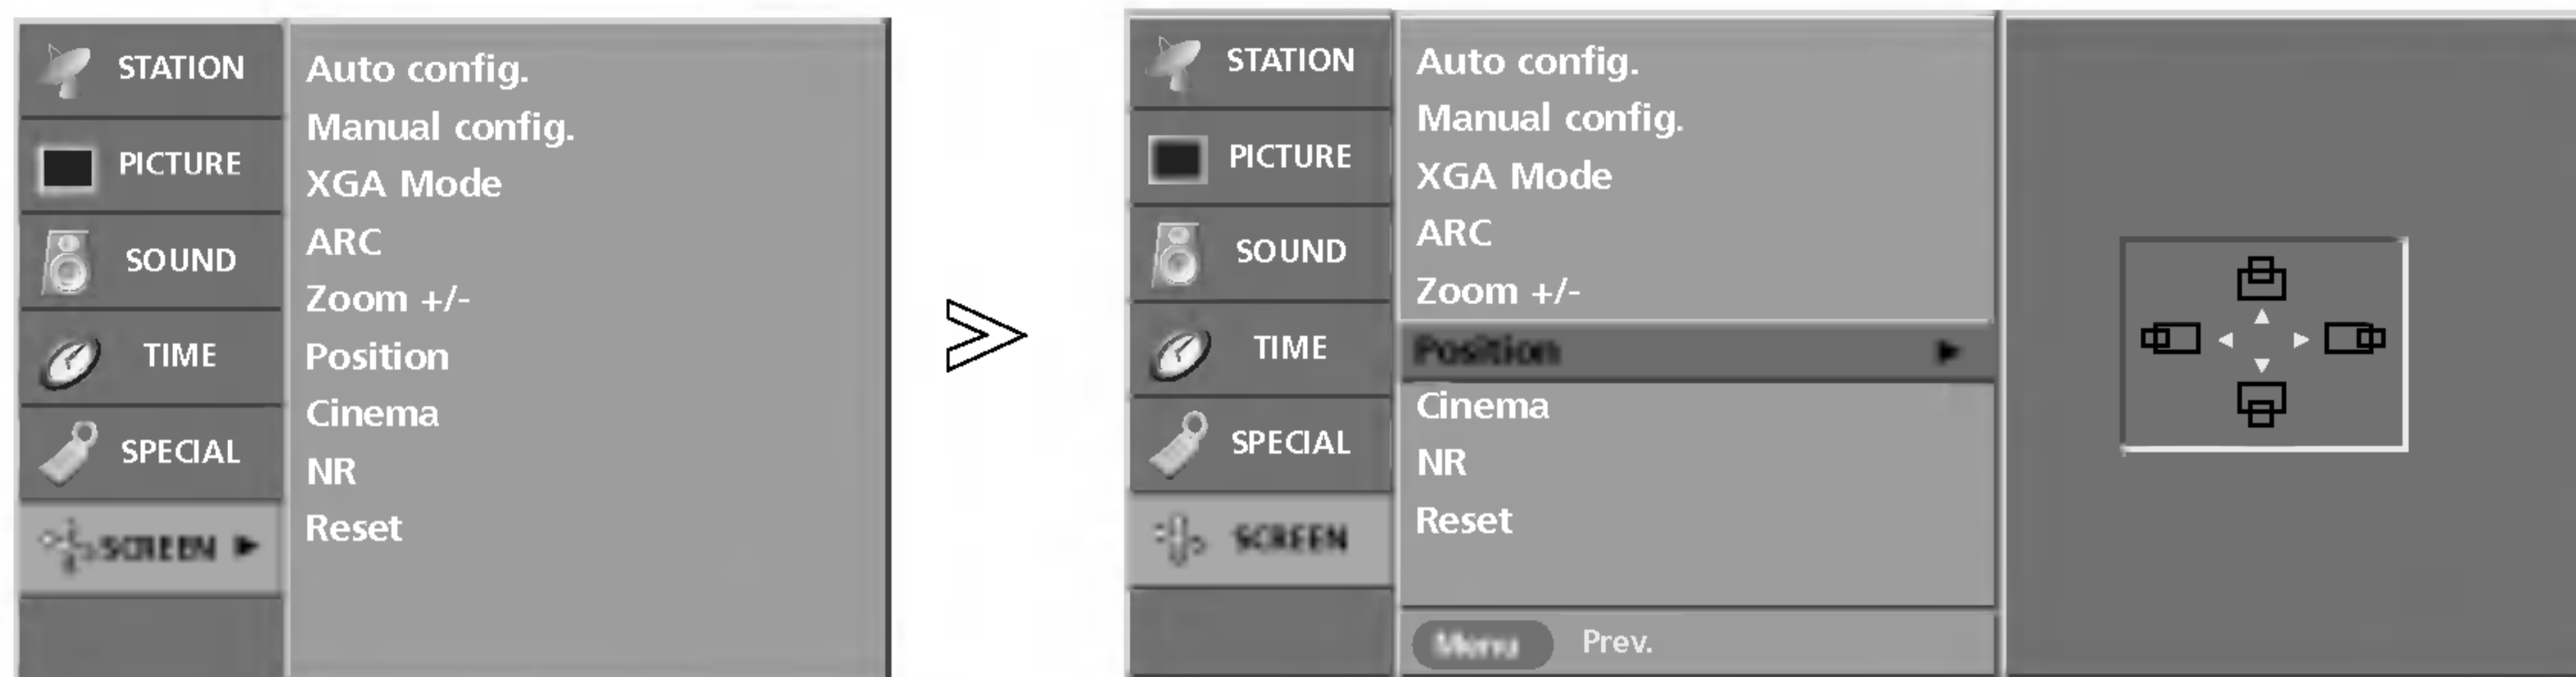 STATION
PICTURE
SOUND
TIME
SPECIAL
SCREEN
Auto config.
Manual config.
XGA Mode
ARC
Zoom +/-
Position
Cinema
NR
Reset
STATION
PICTURE
SOUND
TIME
SPECIAL
SCREEN
Auto config.
Manual config.
XGA Mode
ARC
Zoom +/-
Position
Cinema
NR
Reset
Menu Prev.